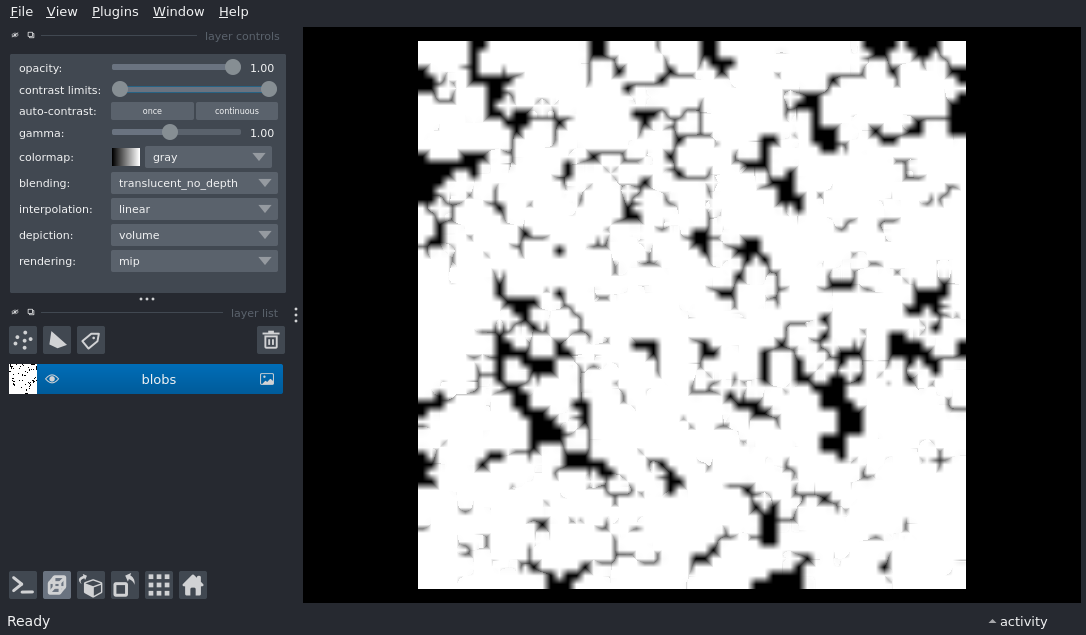 File View Plugins Window Help
layer controls
opacity: 1.00
contrast limits:
auto-contrast: once continuous
gamma: 1.00
colormap: gray
blending: translucent_no_depth
interpolation: linear
depiction: volume
rendering: mip
layer list
blobs
Ready activity